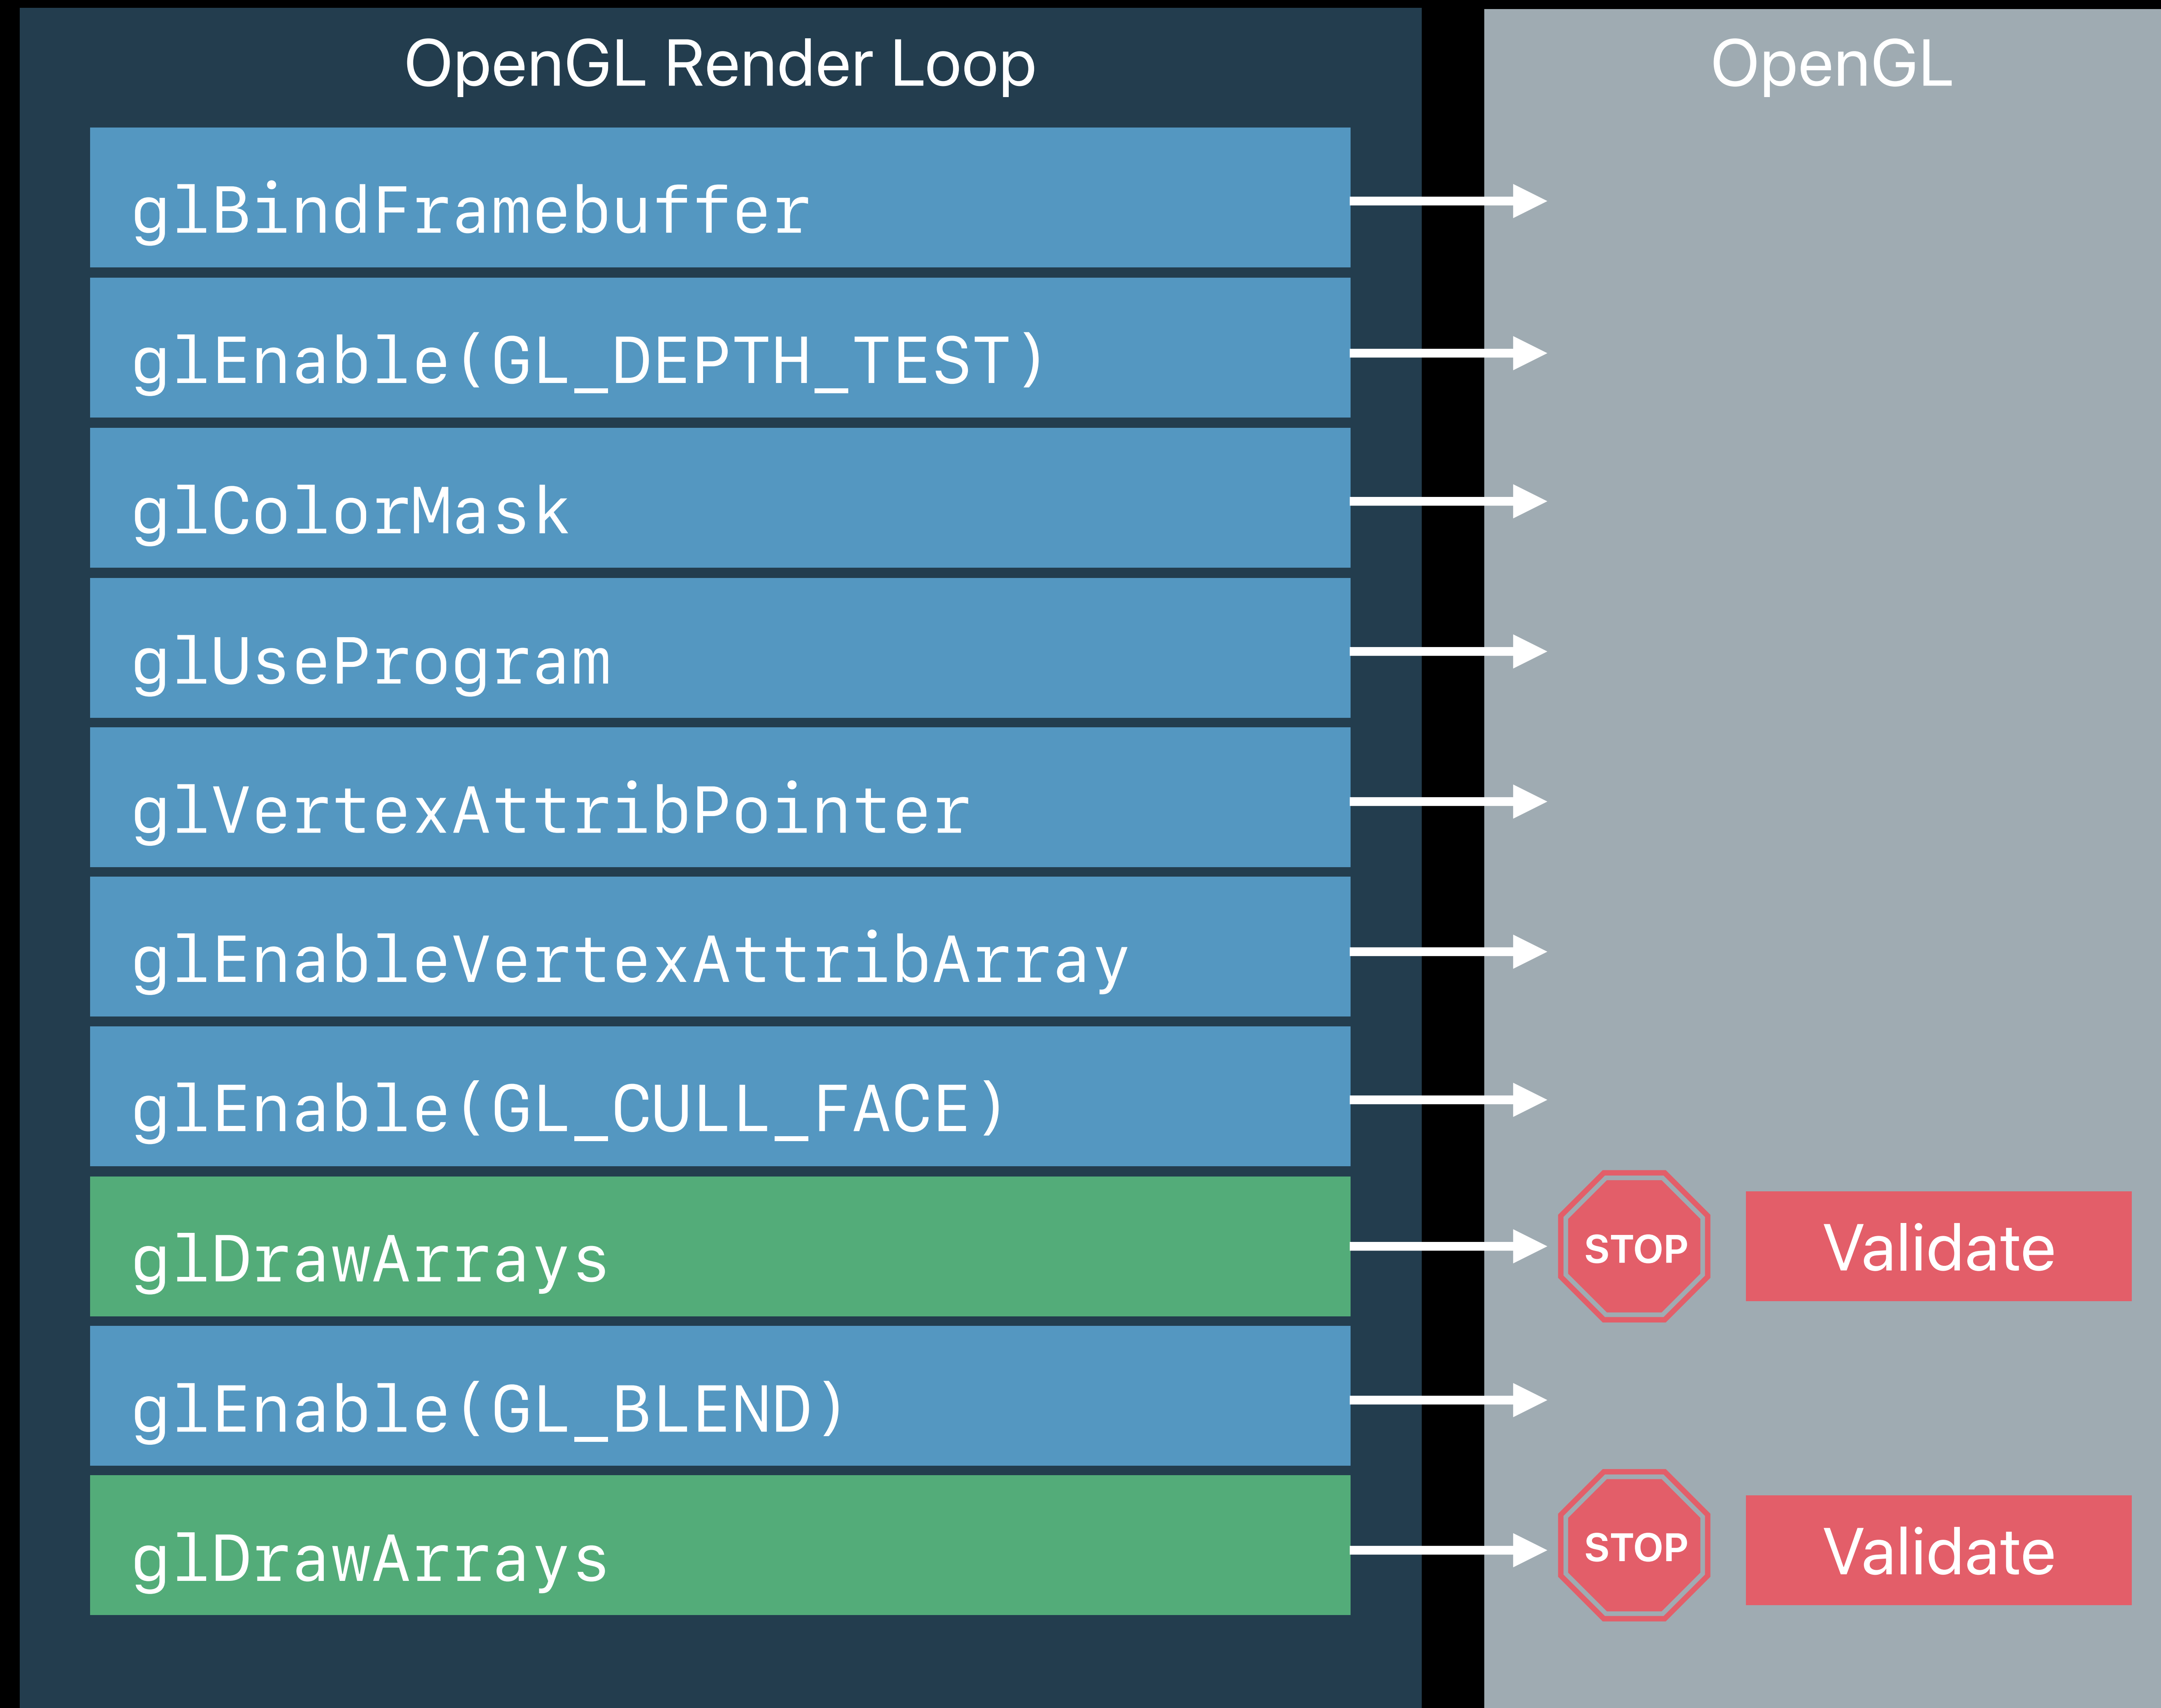 OpenGL Render Loop
OpenGL
glBindFramebuffer
glEnable(GL_DEPTH_TEST)
glColorMask
glUseProgram
glVertexAttribPointer
glEnableVertexAttribArray
glEnable(GL_CULL_FACE)
glDrawArrays
STOP
Validate
glEnable(GL_BLEND)
glDrawArrays
STOP
Validate